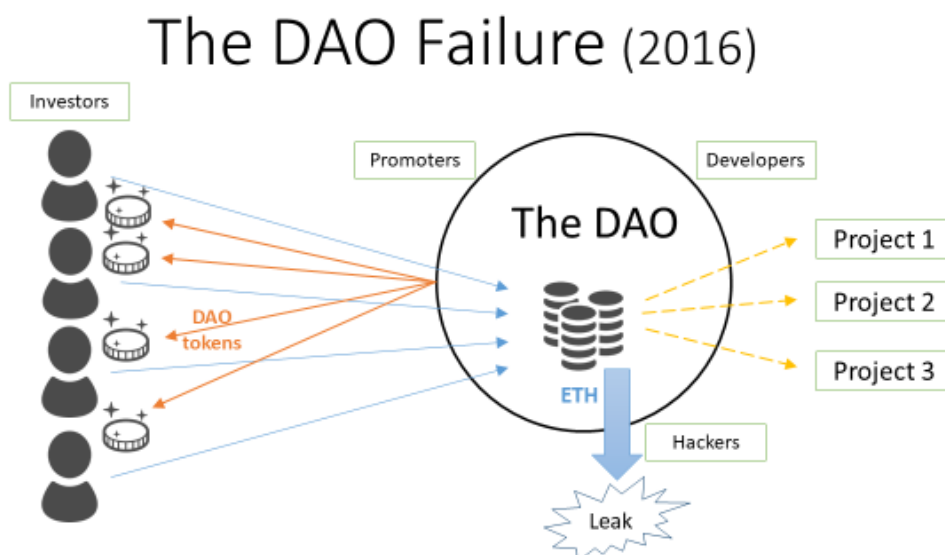 The DAO Failure (2016)
Investors
Promoters
Developers
The DAO
Project 1
Project 2
Project 3
DAO
tokens
ETH
Hackers
Leak